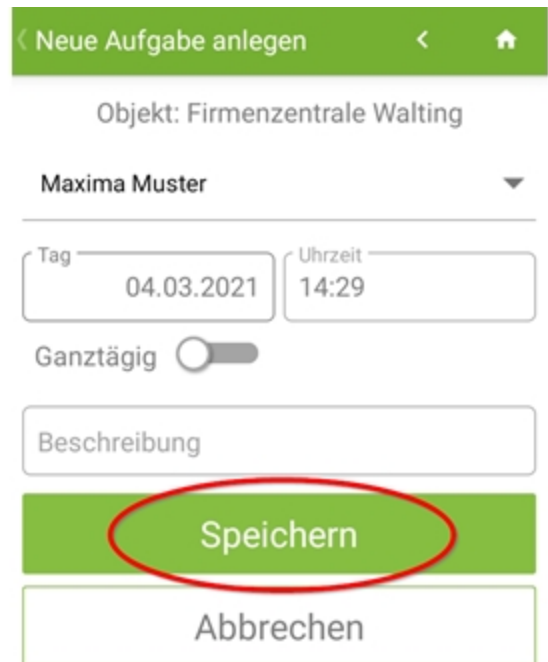 Neue Aufgabe anlegen
Objekt: Firmenzentrale Walting
Maxima Muster
Tag
04.03.2021
Uhrzeit
14:29
Ganztägig
Beschreibung
Speichern
Abbrechen